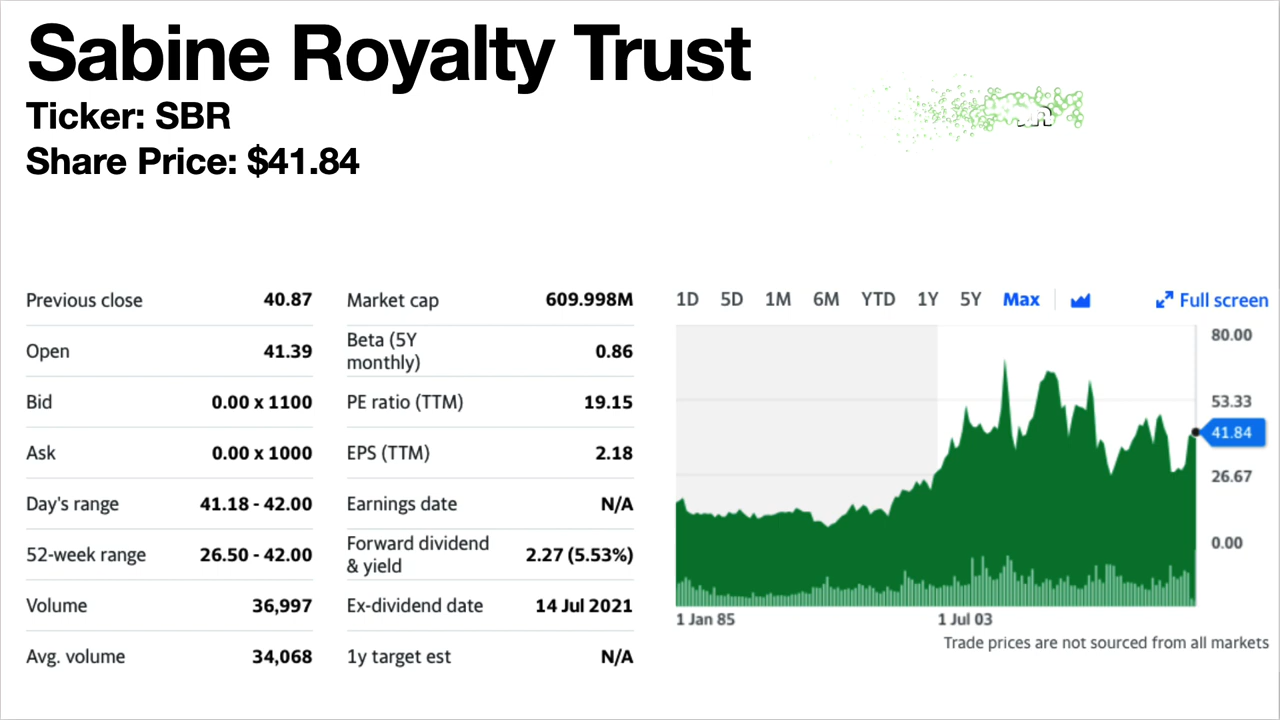 Sabine Royalty Trust
Ticker: SBR
Share Price: $41.84
Previous close 40.87
Open 41.39
Bid 0.00 x 1100
Ask 0.00 x 1000
Day's range 41.18 - 42.00
52-week range 26.50 - 42.00
Volume 36,997
Avg. volume 34,068
Market cap 609.998M
Beta (5Y
monthly) 0.86
PE ratio (TTM) 19.15
EPS (TTM) 2.18
Earnings date N/A
Forward dividend
& yield 2.27 (5.53%)
Ex-dividend date 14 Jul 2021
1y target est N/A
1D 5D 1M 6M YTD 1Y 5Y Max Full screen
80.00
53.33
41.84
26.67
0.00
1 Jan 85 1 Jul 03
Trade prices are not sourced from all markets